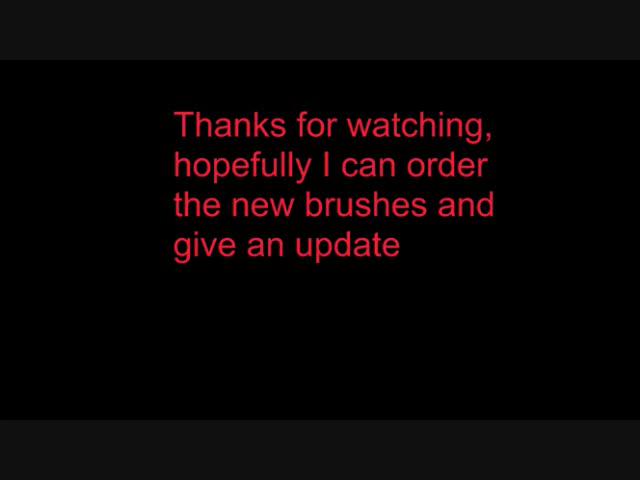 Thanks for watching,
hopefully I can order
the new brushes and
give an update